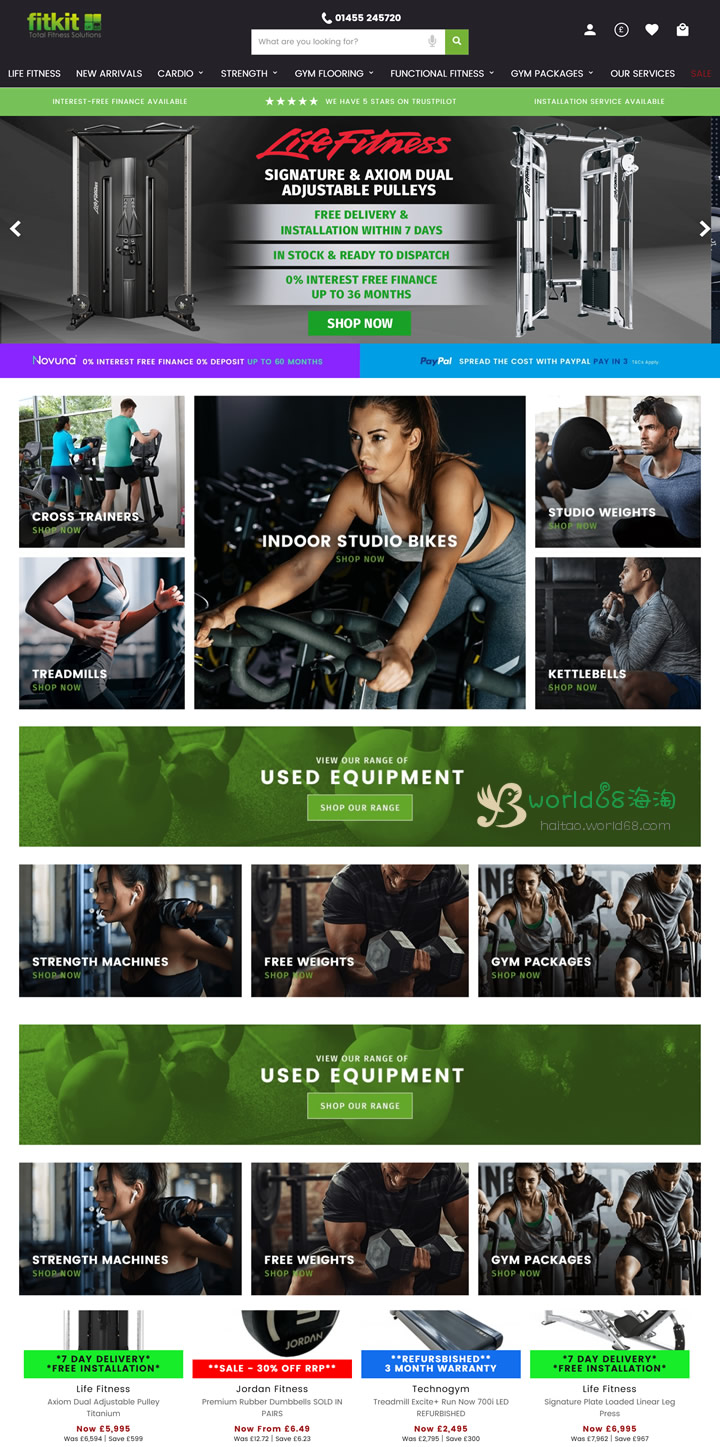 fitkit
Total Fitness Solutions
01455 245720
What are you looking for?
LIFE FITNESS NEW ARRIVALS CARDIO STRENGTH GYM FLOORING FUNCTIONAL FITNESS GYM PACKAGES OUR SERVICES SALE
INTEREST-FREE FINANCE AVAILABLE ★★★★★ WE HAVE 5 STARS ON TRUSTPILOT INSTALLATION SERVICE AVAILABLE
Life Fitness
SIGNATURE & AXIOM DUAL
ADJUSTABLE PULLEYS
FREE DELIVERY &
INSTALLATION WITHIN 7 DAYS
IN STOCK & READY TO DISPATCH
0% INTEREST FREE FINANCE
UP TO 36 MONTHS
SHOP NOW
Novuna 0% INTEREST FREE FINANCE 0% DEPOSIT UP TO 60 MONTHS
PayPal SPREAD THE COST WITH PAYPAL PAY IN 3 T&Cs Apply
CROSS TRAINERS
SHOP NOW
INDOOR STUDIO BIKES
SHOP NOW
STUDIO WEIGHTS
SHOP NOW
TREADMILLS
SHOP NOW
KETTLEBELLS
SHOP NOW
VIEW OUR RANGE OF
USED EQUIPMENT
SHOP OUR RANGE
world68海淘
haitao.world68.com
STRENGTH MACHINES
SHOP NOW
FREE WEIGHTS
SHOP NOW
GYM PACKAGES
SHOP NOW
VIEW OUR RANGE OF
USED EQUIPMENT
SHOP OUR RANGE
STRENGTH MACHINES
SHOP NOW
FREE WEIGHTS
SHOP NOW
GYM PACKAGES
SHOP NOW
*7 DAY DELIVERY*
*FREE INSTALLATION*
Life Fitness
Axiom Dual Adjustable Pulley
Titanium
Now £5,995
Was £6,594 | Save £599
JORDAN
**SALE - 30% OFF RRP**
Jordan Fitness
Premium Rubber Dumbbells SOLD IN
PAIRS
Now From £6.49
Was £12.72 | Save £6.23
**REFURSBISHED**
3 MONTH WARRANTY
Technogym
Treadmill Excite+ Run Now 700i LED
REFURBISHED
Now £2,495
Was £2,795 | Save £300
*7 DAY DELIVERY*
*FREE INSTALLATION*
Life Fitness
Signature Plate Loaded Linear Leg
Press
Now £6,995
Was £7,962 | Save £967